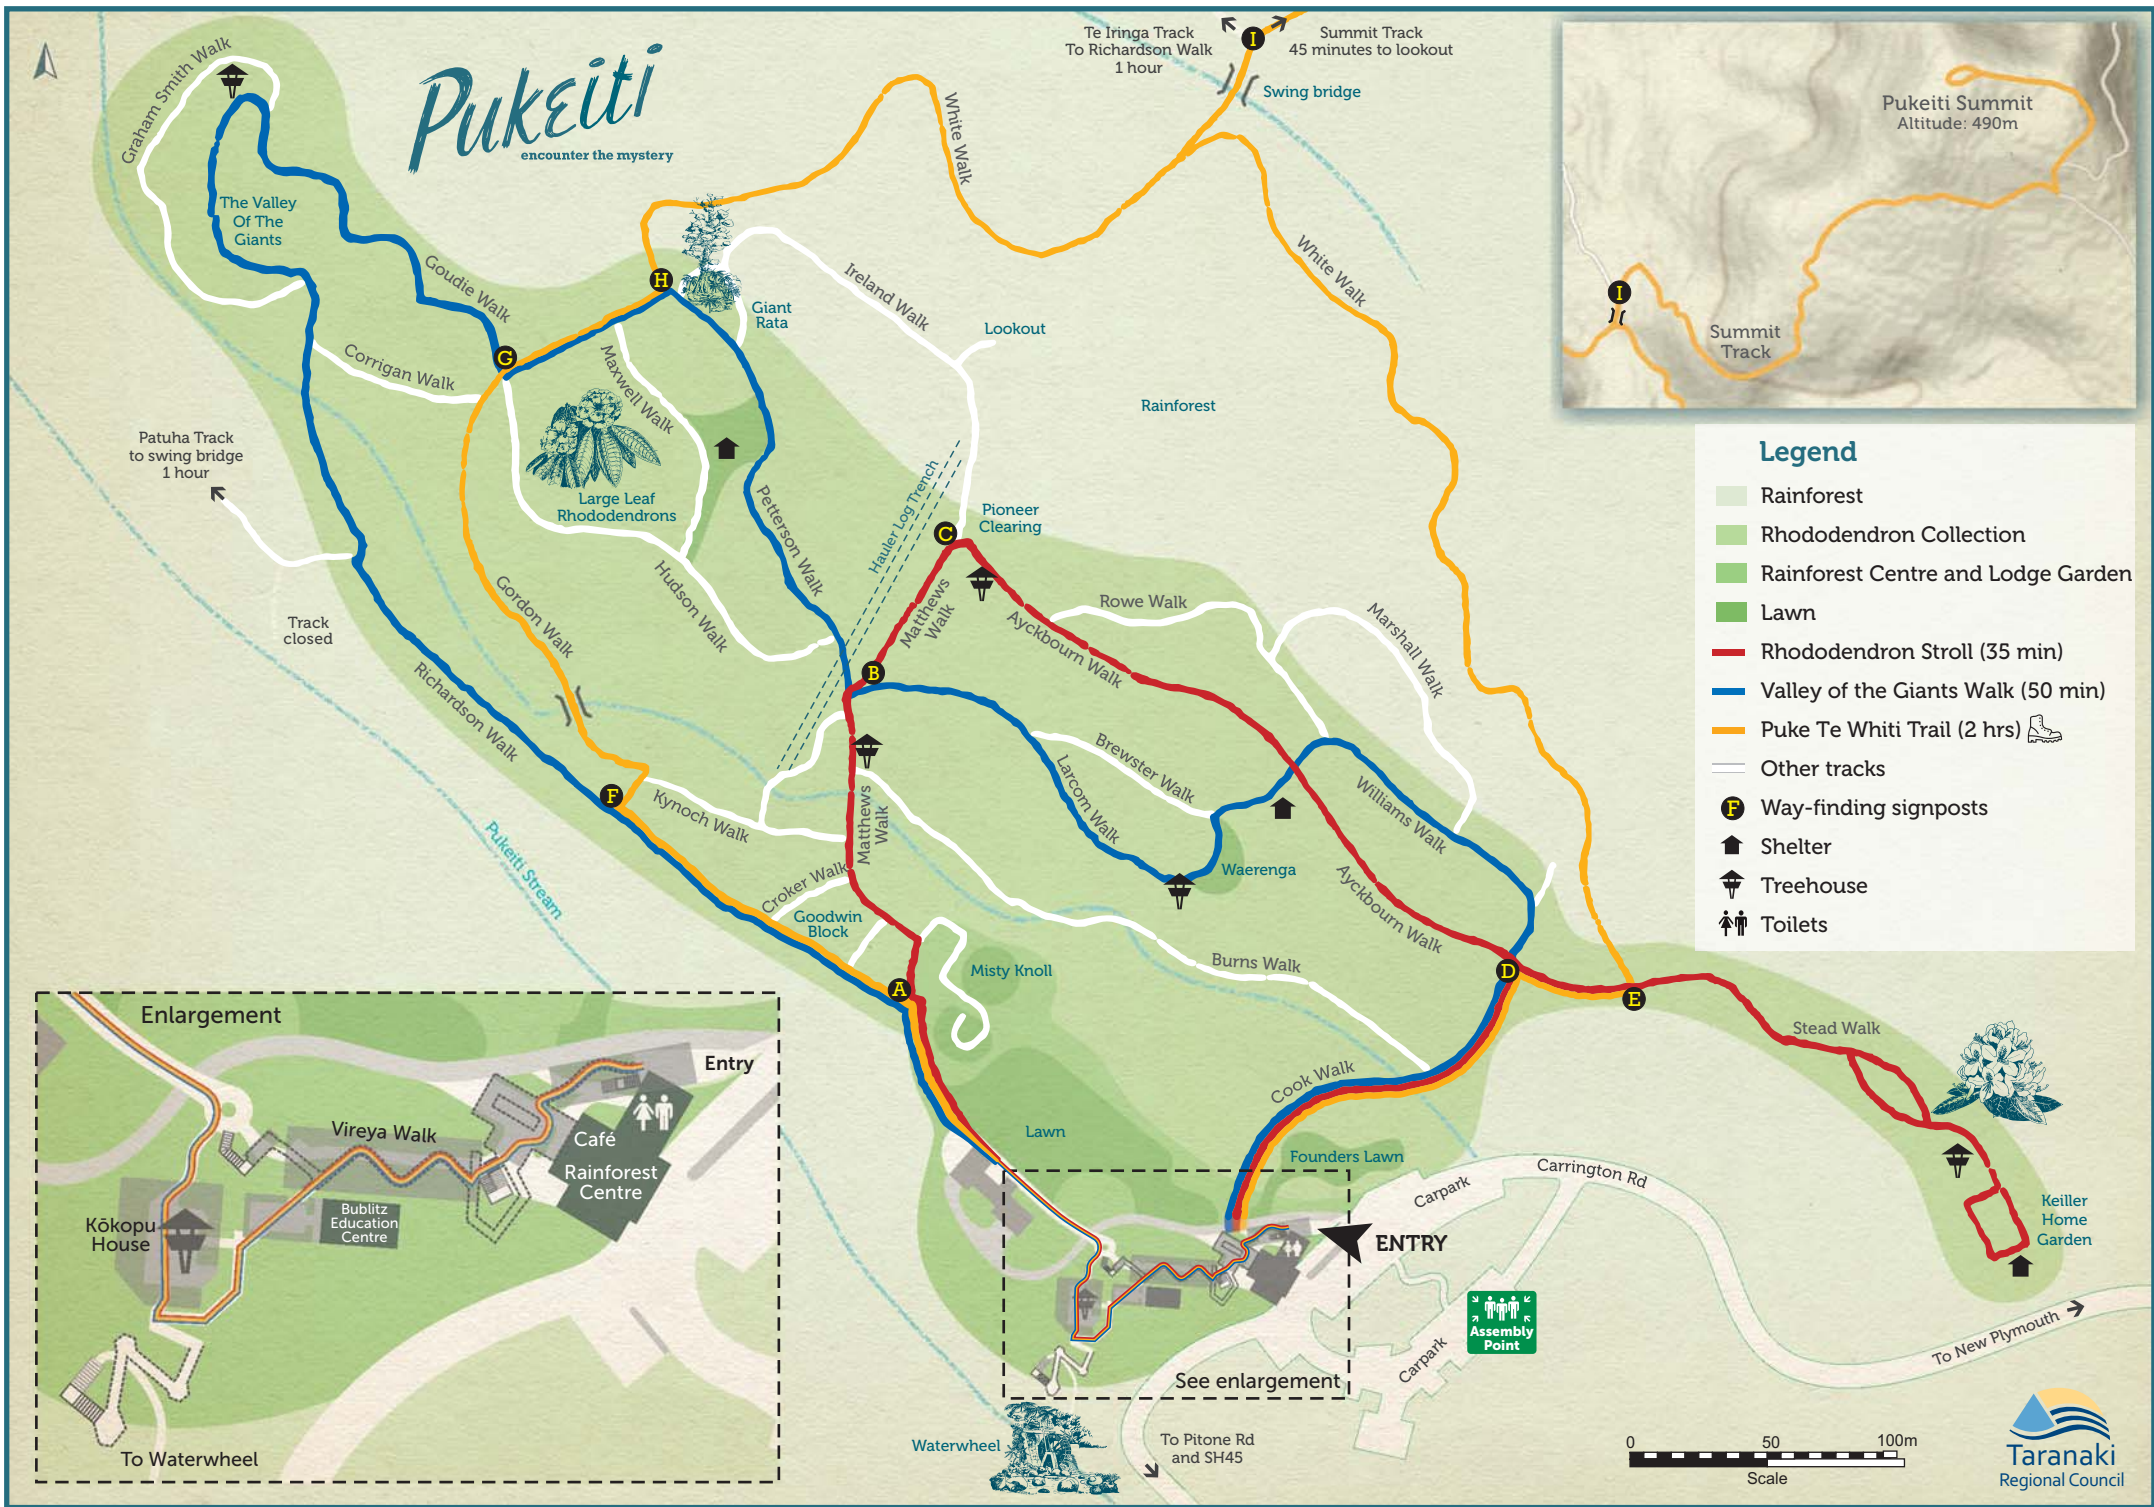 Pukeiti
encounter the mystery
Te Iringa Track
To Richardson Walk
1 hour
I
Summit Track
45 minutes to lookout
Swing bridge
Pukeiti Summit
Altitude: 490m
I
Summit
Track
Graham Smith Walk
The Valley
Of The
Giants
Goudie Walk
Corrigan Walk
G
H
White Walk
White Walk
Ireland Walk
Giant
Rata
Lookout
Rainforest
Maxwell Walk
Large Leaf
Rhododendrons
Petterson Walk
Hauler Log Trench
Pioneer
Clearing
C
Patuha Track
to swing bridge
1 hour
Track
closed
Gordon Walk
Hudson Walk
Richardson Walk
Matthews
Walk
B
Rowe Walk
Ayckbourn Walk
Marshall Walk
Brewster Walk
Larcom Walk
Williams Walk
Waerenga
F
Kynoch Walk
Matthews
Walk
Croker Walk
Goodwin
Block
Pukeiti Stream
A
Misty Knoll
Burns Walk
Ayckbourn Walk
D
E
Stead Walk
Cook Walk
Lawn
Founders Lawn
Carpark
Carrington Rd
ENTRY
Keiller
Home
Garden
Assembly
Point
Carpark
To New Plymouth
See enlargement
Waterwheel
To Pitone Rd
and SH45
Legend
Rainforest
Rhododendron Collection
Rainforest Centre and Lodge Garden
Lawn
Rhododendron Stroll (35 min)
Valley of the Giants Walk (50 min)
Puke Te Whiti Trail (2 hrs)
Other tracks
F Way-finding signposts
Shelter
Treehouse
Toilets
Enlargement
Entry
Vireya Walk
Café
Rainforest
Centre
Bublitz
Education
Centre
Kōkopu
House
To Waterwheel
0 50 100m
Scale
Taranaki
Regional Council